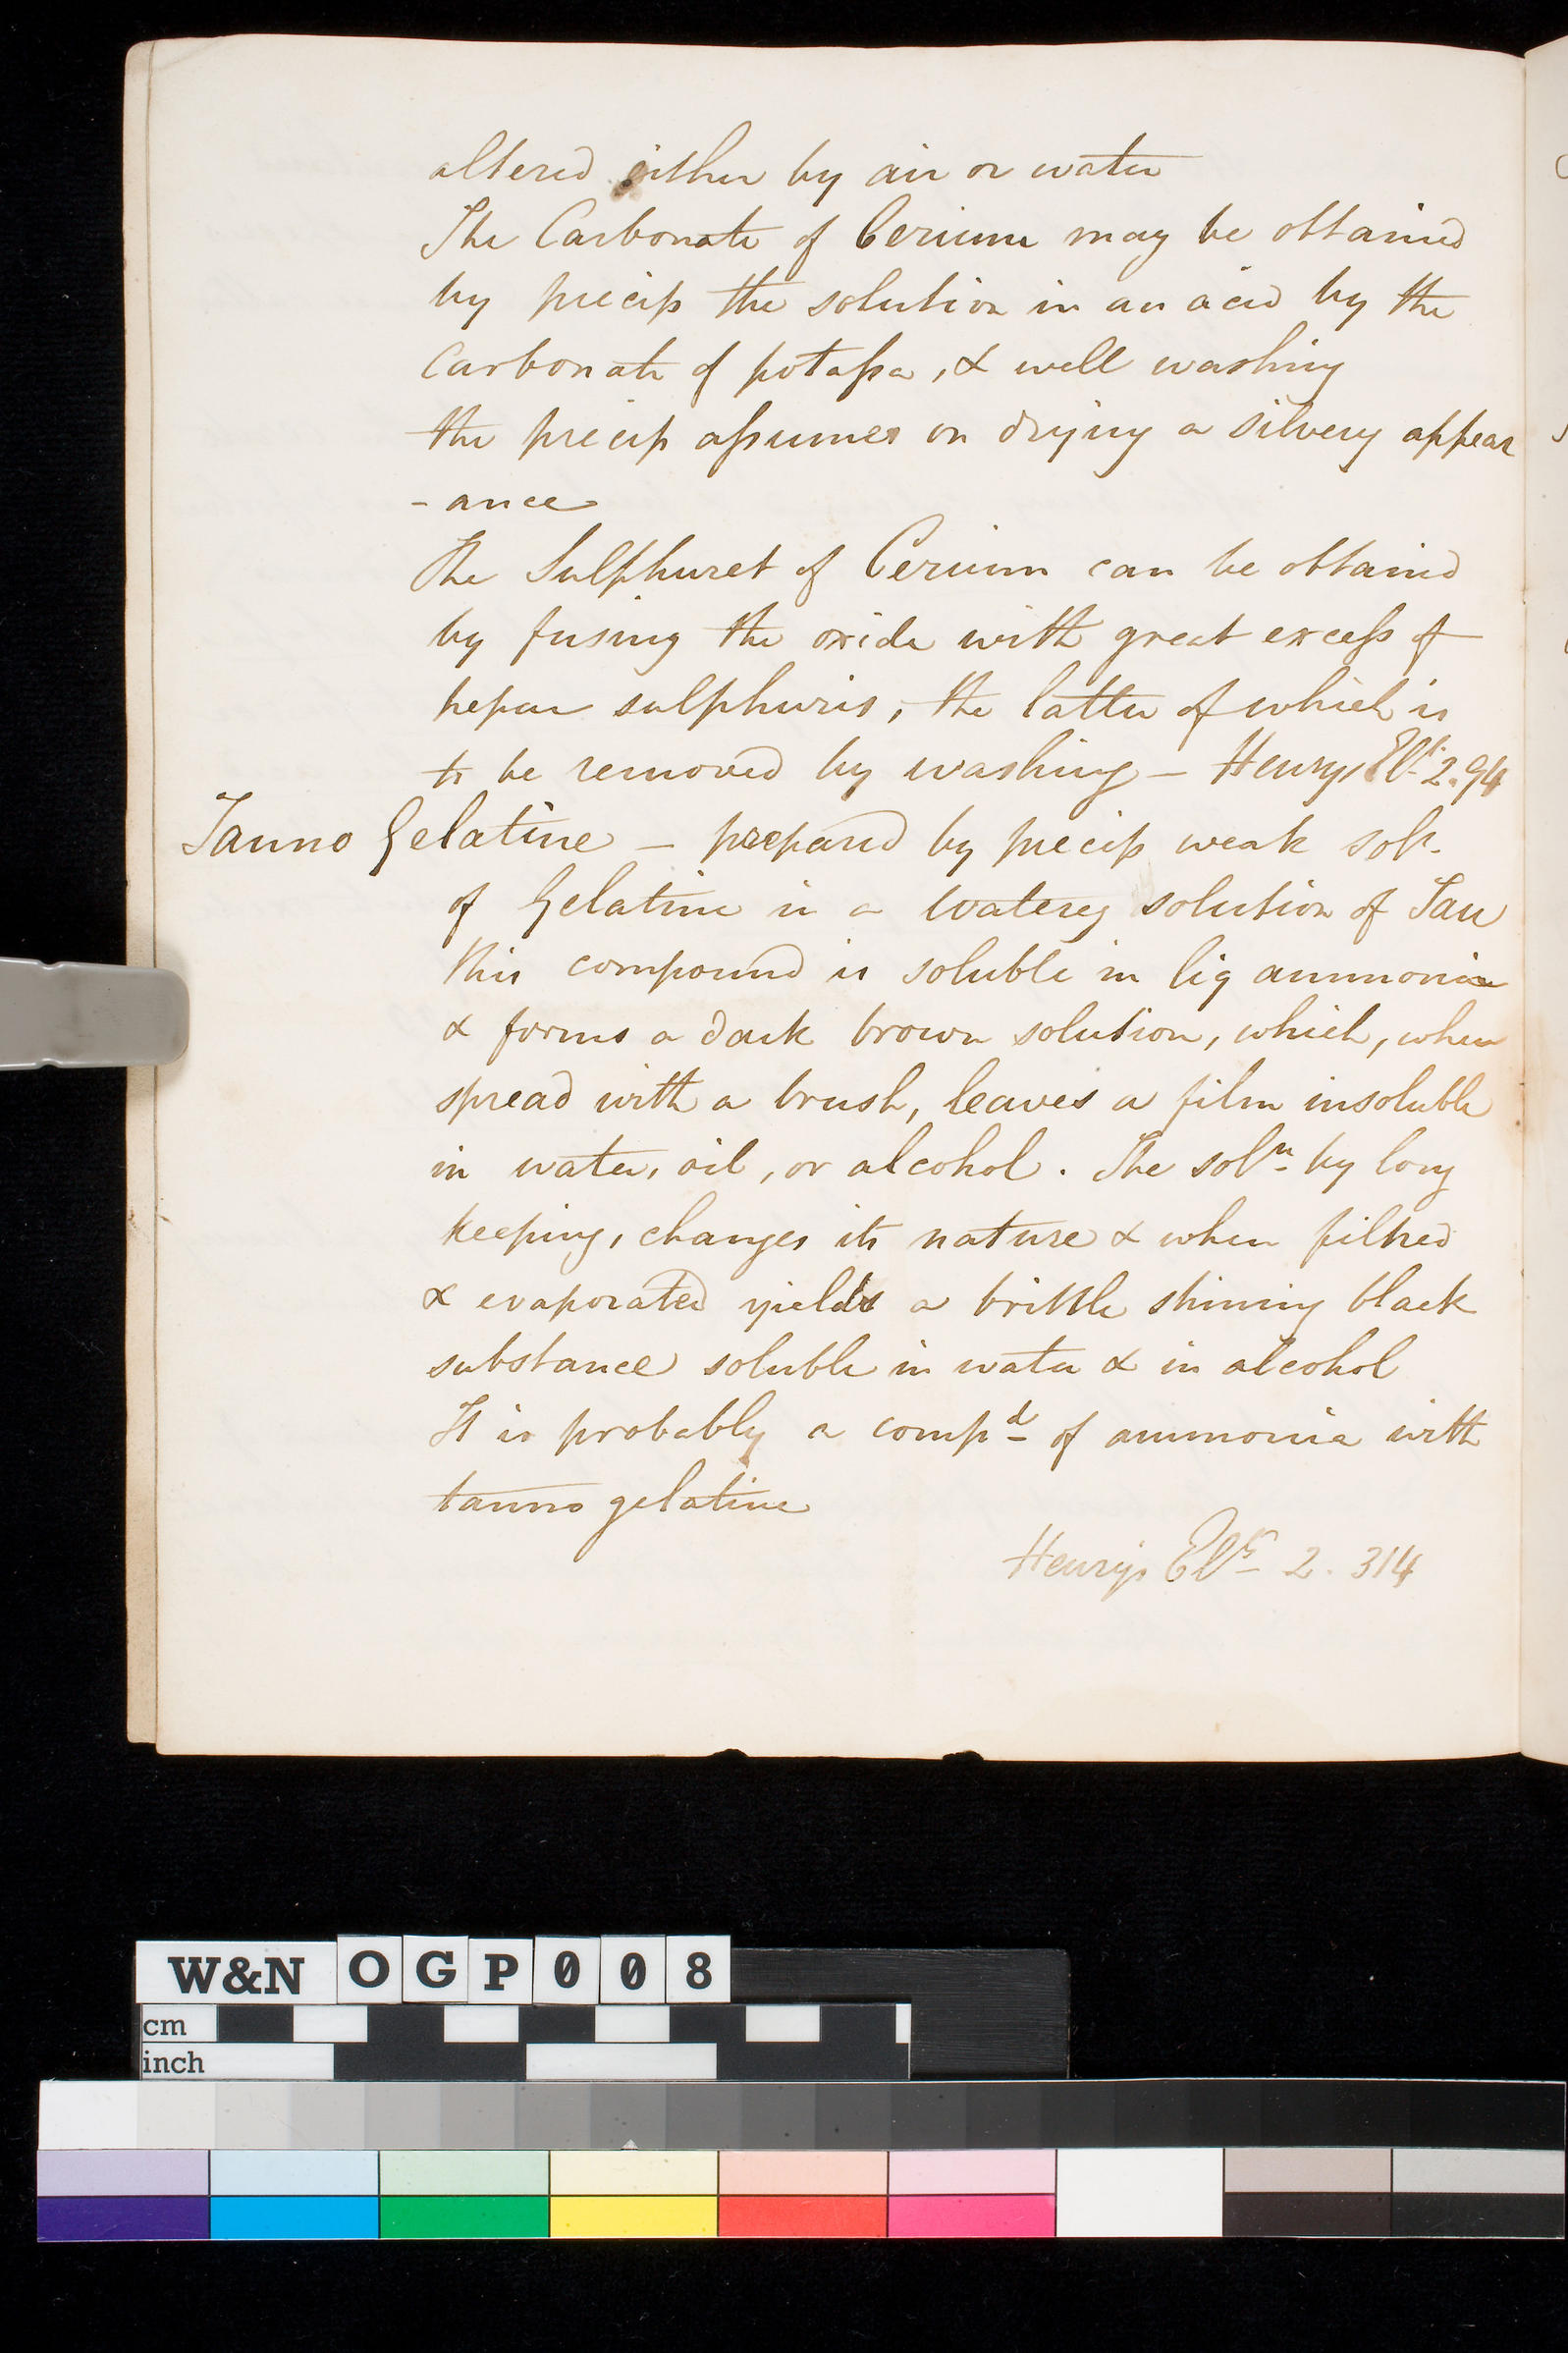 altered either by air or water
The Carbonate of Cerium may be obtained
by precip the solution in an acid by the
Carbonate of potassa, & well washing
the precip assumes on drying a silvery appear
- ance
The Sulphuret of Cerium can be obtained
by fusing the oxide with great excess of
hepar sulphuris, the latter of which is
to be removed by washing – Henrys Elts 2.94
Tanno Gelatine – prepared by precip weak soln.
of Gelatine in a watery solution of Tan
this compound is soluble in liq ammonia
& forms a dark brown solution, which, when
spread with a brush, leaves a film insoluble
in water, oil, or alcohol. The soln by long
keeping, changes its nature & when filtred
& evaporated yields a brittle shining black
substance soluble in water & in alcohol
It is probably a compd of ammonia with
tanno gelatine
Henrys Elts 2. 314
W&N OGP008
cm
inch